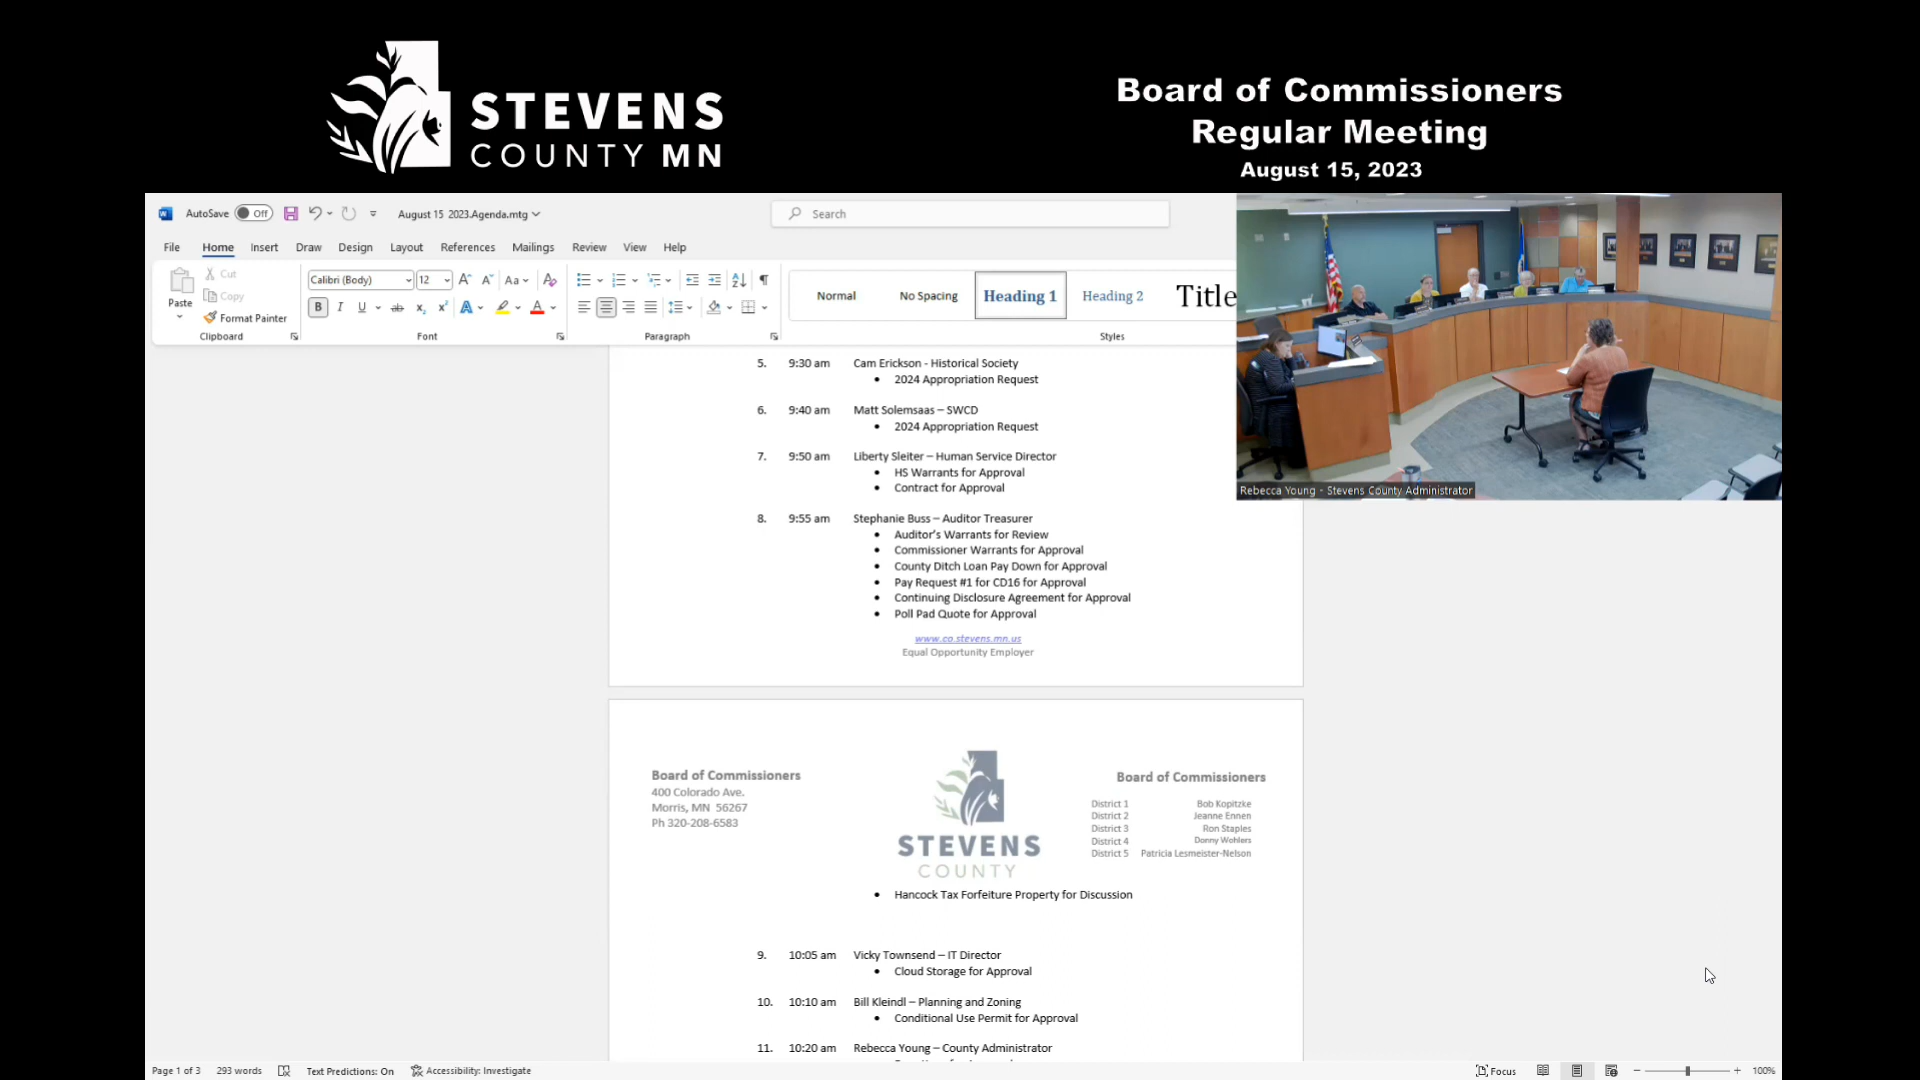 STEVENS
COUNTY MN
Board of Commissioners
Regular Meeting
August 15, 2023
AutoSave Off August 15 2023.Agenda.mtg Search
File Home Insert Draw Design Layout References Mailings Review View Help
Paste
Cut
Copy
Format Painter
Calibri (Body) 12
Normal No Spacing Heading 1 Heading 2 Title
Clipboard Font Paragraph Styles
Rebecca Young - Stevens County Administrator
5. 9:30 am Cam Erickson - Historical Society
• 2024 Appropriation Request
6. 9:40 am Matt Solemsaas – SWCD
• 2024 Appropriation Request
7. 9:50 am Liberty Sleiter – Human Service Director
• HS Warrants for Approval
• Contract for Approval
8. 9:55 am Stephanie Buss – Auditor Treasurer
• Auditor's Warrants for Review
• Commissioner Warrants for Approval
• County Ditch Loan Pay Down for Approval
• Pay Request #1 for CD16 for Approval
• Continuing Disclosure Agreement for Approval
• Poll Pad Quote for Approval
www.co.stevens.mn.us
Equal Opportunity Employer
Board of Commissioners
400 Colorado Ave.
Morris, MN 56267
Ph 320-208-6583
STEVENS
COUNTY
Board of Commissioners
District 1 Bob Kopitzke
District 2 Jeanne Ennen
District 3 Ron Staples
District 4 Donny Wohlers
District 5 Patricia Lesmeister-Nelson
• Hancock Tax Forfeiture Property for Discussion
9. 10:05 am Vicky Townsend – IT Director
• Cloud Storage for Approval
10. 10:10 am Bill Kleindl – Planning and Zoning
• Conditional Use Permit for Approval
11. 10:20 am Rebecca Young – County Administrator
Page 1 of 3 293 words Text Predictions: On Accessibility: Investigate Focus 100%